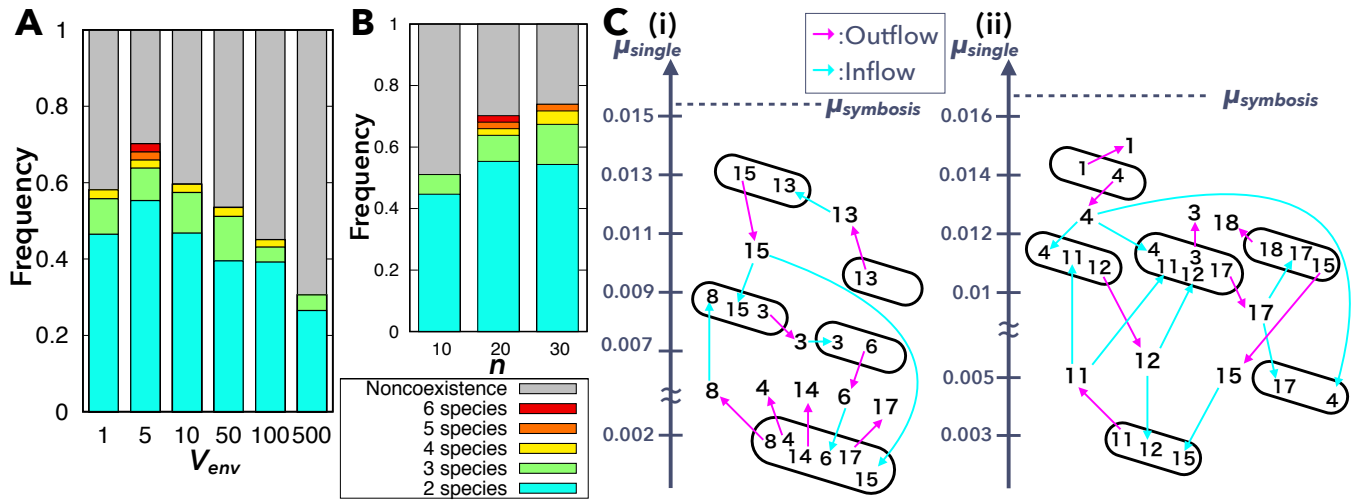 A
Frequency
1
0.8
0.6
0.4
0.2
0
1 5 10 50 100 500
V_env
B
Frequency
1
0.8
0.6
0.4
0.2
0
10 20 30
n
Noncoexistence
6 species
5 species
4 species
3 species
2 species
C (i)
μ_single
:Outflow
:Inflow
μ_symbosis
0.015
0.013
0.011
0.009
0.007
0.002
15 13
13
15
13
8 15 3
3
3 6
8
4 14
6
17
8 4 14 6 17 15
(ii)
μ_single
μ_symbosis
0.016
0.014
0.012
0.01
0.005
0.003
1
1 4
4
3
18
4 11 12
4 11 3 12 17
18 17 15
17
12
11
15
17 4
11 12 15